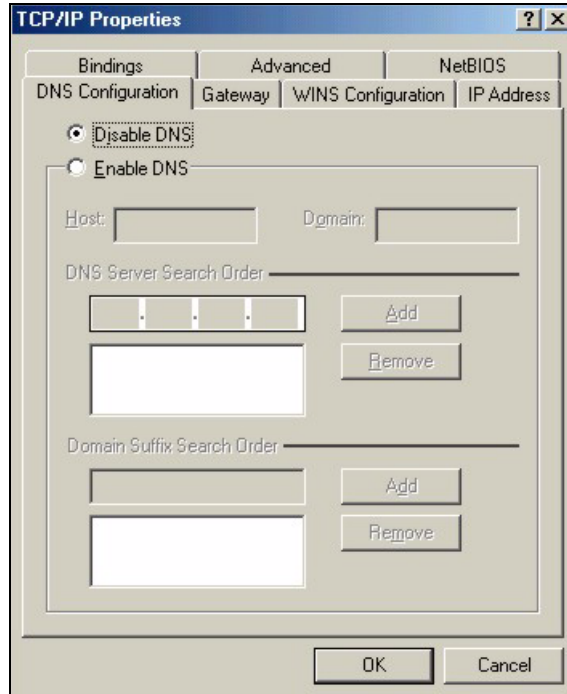 TCP/IP Properties ? X
Bindings Advanced NetBIOS
DNS Configuration Gateway WINS Configuration IP Address
Disable DNS
Enable DNS
Host: Domain:
DNS Server Search Order
. . . Add
Remove
Domain Suffix Search Order
Add
Remove
OK Cancel